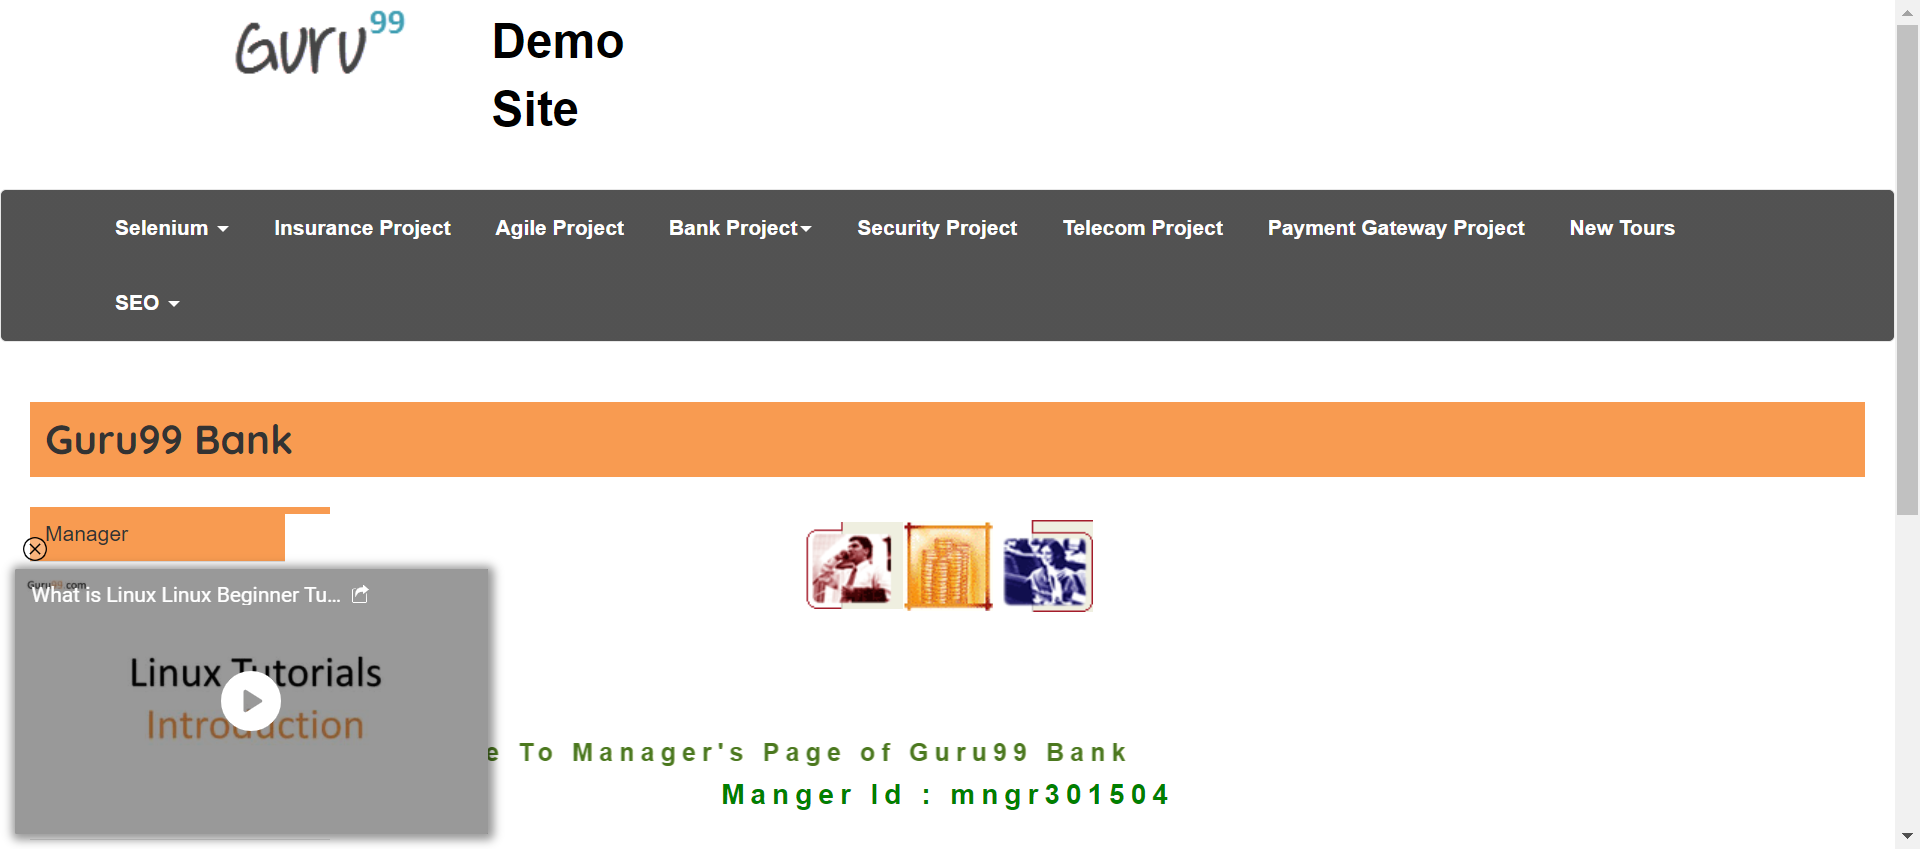 Guru99
Demo
Site
Selenium Insurance Project Agile Project Bank Project Security Project Telecom Project Payment Gateway Project New Tours
SEO
Guru99 Bank
Manager
Guru99.com
What is Linux Linux Beginner Tu...
Linux Tutorials
Introduction
e To Manager's Page of Guru99 Bank
Manger Id : mngr301504